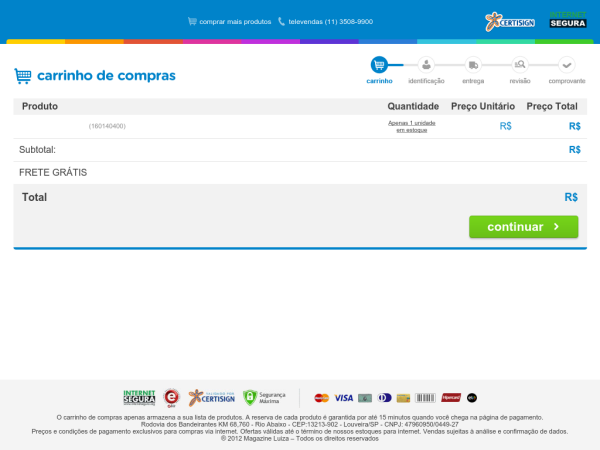 comprar mais produtos televendas (11) 3508-9900 CERTISIGN INTERNET SEGURA
carrinho de compras
carrinho identificação entrega revisão comprovante
Produto Quantidade Preço Unitário Preço Total
(160140400) Apenas 1 unidade em estoque R$ R$
Subtotal: R$
FRETE GRÁTIS
Total R$
continuar
INTERNET SEGURA CERTISIGN Segurança Máxima VISA Hipercard
O carrinho de compras apenas armazena a sua lista de produtos. A reserva de cada produto é garantida por até 15 minutos quando você chega na página de pagamento.
Rodovia dos Bandeirantes KM 68,760 - Rio Abaixo - CEP:13213-902 - Louveira/SP - CNPJ: 47960950/0449-27
Preços e condições de pagamento exclusivos para compras via internet. Ofertas válidas até o término de nossos estoques para internet. Vendas sujeitas à análise e confirmação de dados.
® 2012 Magazine Luiza – Todos os direitos reservados